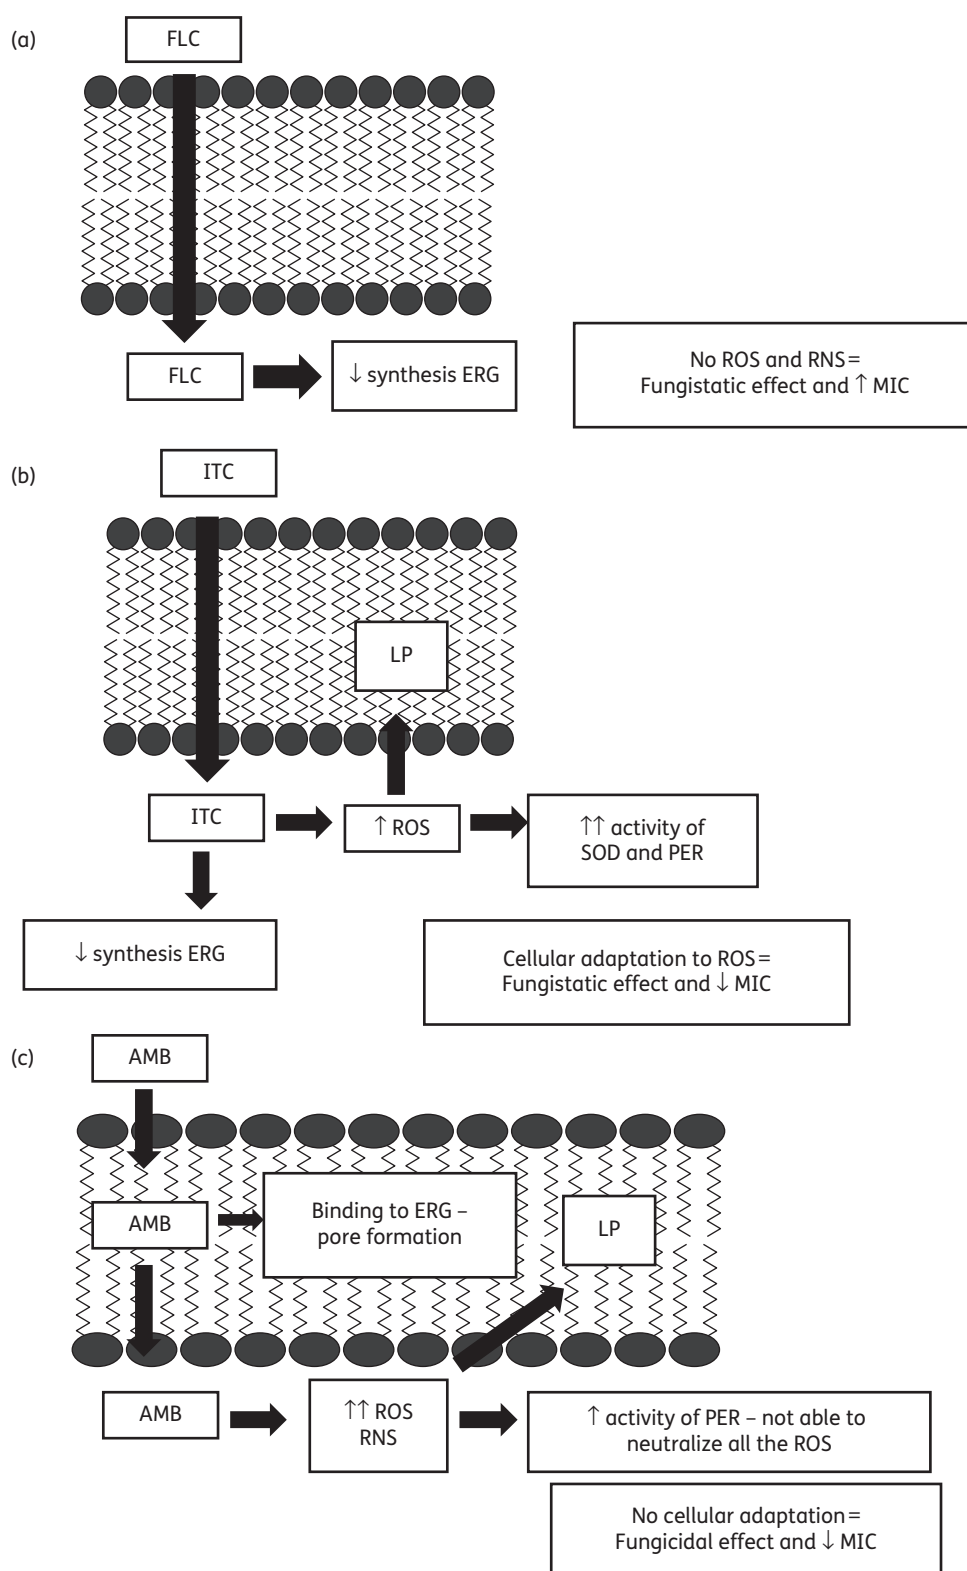 (a)
FLC
FLC
↓ synthesis ERG
No ROS and RNS =
Fungistatic effect and ↑ MIC
(b)
ITC
LP
ITC
↑ ROS
↑↑ activity of
SOD and PER
↓ synthesis ERG
Cellular adaptation to ROS =
Fungistatic effect and ↓ MIC
(c)
AMB
AMB
Binding to ERG –
pore formation
LP
AMB
↑↑ ROS
RNS
↑ activity of PER – not able to
neutralize all the ROS
No cellular adaptation =
Fungicidal effect and ↓ MIC